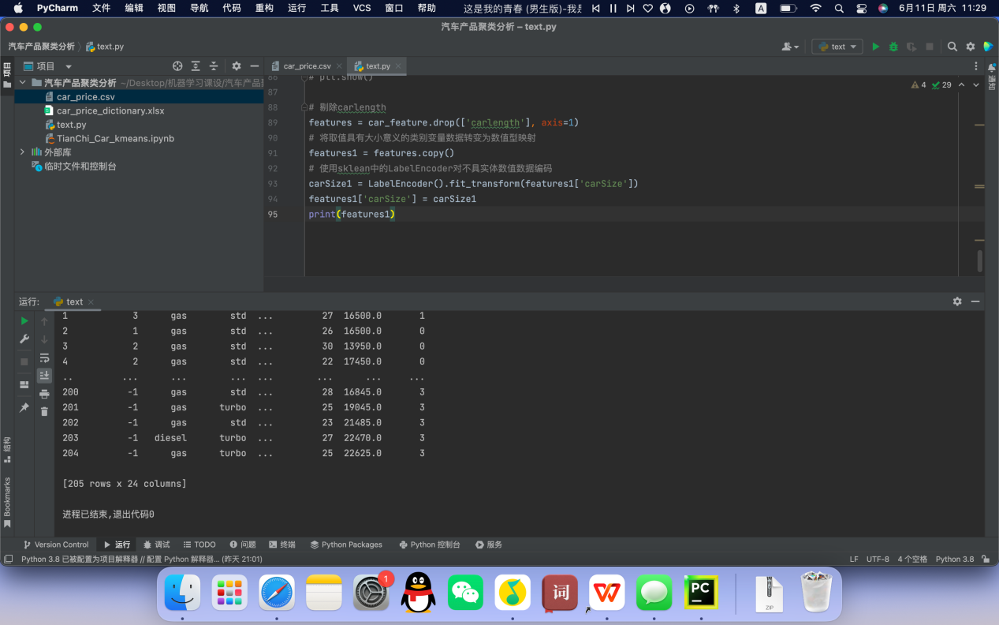 PyCharm 文件 编辑 视图 导航 代码 重构 运行 工具 VCS 窗口 帮助 这是我的青春 (男生版)-我是 A 6月11日 周六 11:29
汽车产品聚类分析 – text.py
汽车产品聚类分析 text.py text
项目 项目 car_price.csv text.py 通知
汽车产品聚类分析 ~/Desktop/机器学习课设/汽车产品
car_price.csv
car_price_dictionary.xlsx
text.py
TianChi_Car_kmeans.ipynb
外部库
临时文件和控制台
4 29
86 # plt.show()
87
88 # 剔除carlength
89 features = car_feature.drop(['carlength'], axis=1)
90 # 将取值具有大小意义的类别变量数据转变为数值型映射
91 features1 = features.copy()
92 # 使用sklean中的LabelEncoder对不具实体数值数据编码
93 carSize1 = LabelEncoder().fit_transform(features1['carSize'])
94 features1['carSize'] = carSize1
95 print(features1)
运行: text
1 3 gas std ... 27 16500.0 1
2 1 gas std ... 26 16500.0 0
3 2 gas std ... 30 13950.0 0
4 2 gas std ... 22 17450.0 0
.. ... ... ... ... ... ... ...
200 -1 gas std ... 28 16845.0 3
201 -1 gas turbo ... 25 19045.0 3
202 -1 gas std ... 23 21485.0 3
203 -1 diesel turbo ... 27 22470.0 3
204 -1 gas turbo ... 25 22625.0 3
[205 rows x 24 columns]
进程已结束,退出代码0
结构
Bookmarks
Version Control 运行 调试 TODO 问题 终端 Python Packages Python 控制台 服务
Python 3.8 已被配置为项目解释器 // 配置 Python 解释器... (昨天 21:01) LF UTF-8 4 个空格 Python 3.8
1
词
PC
ZIP